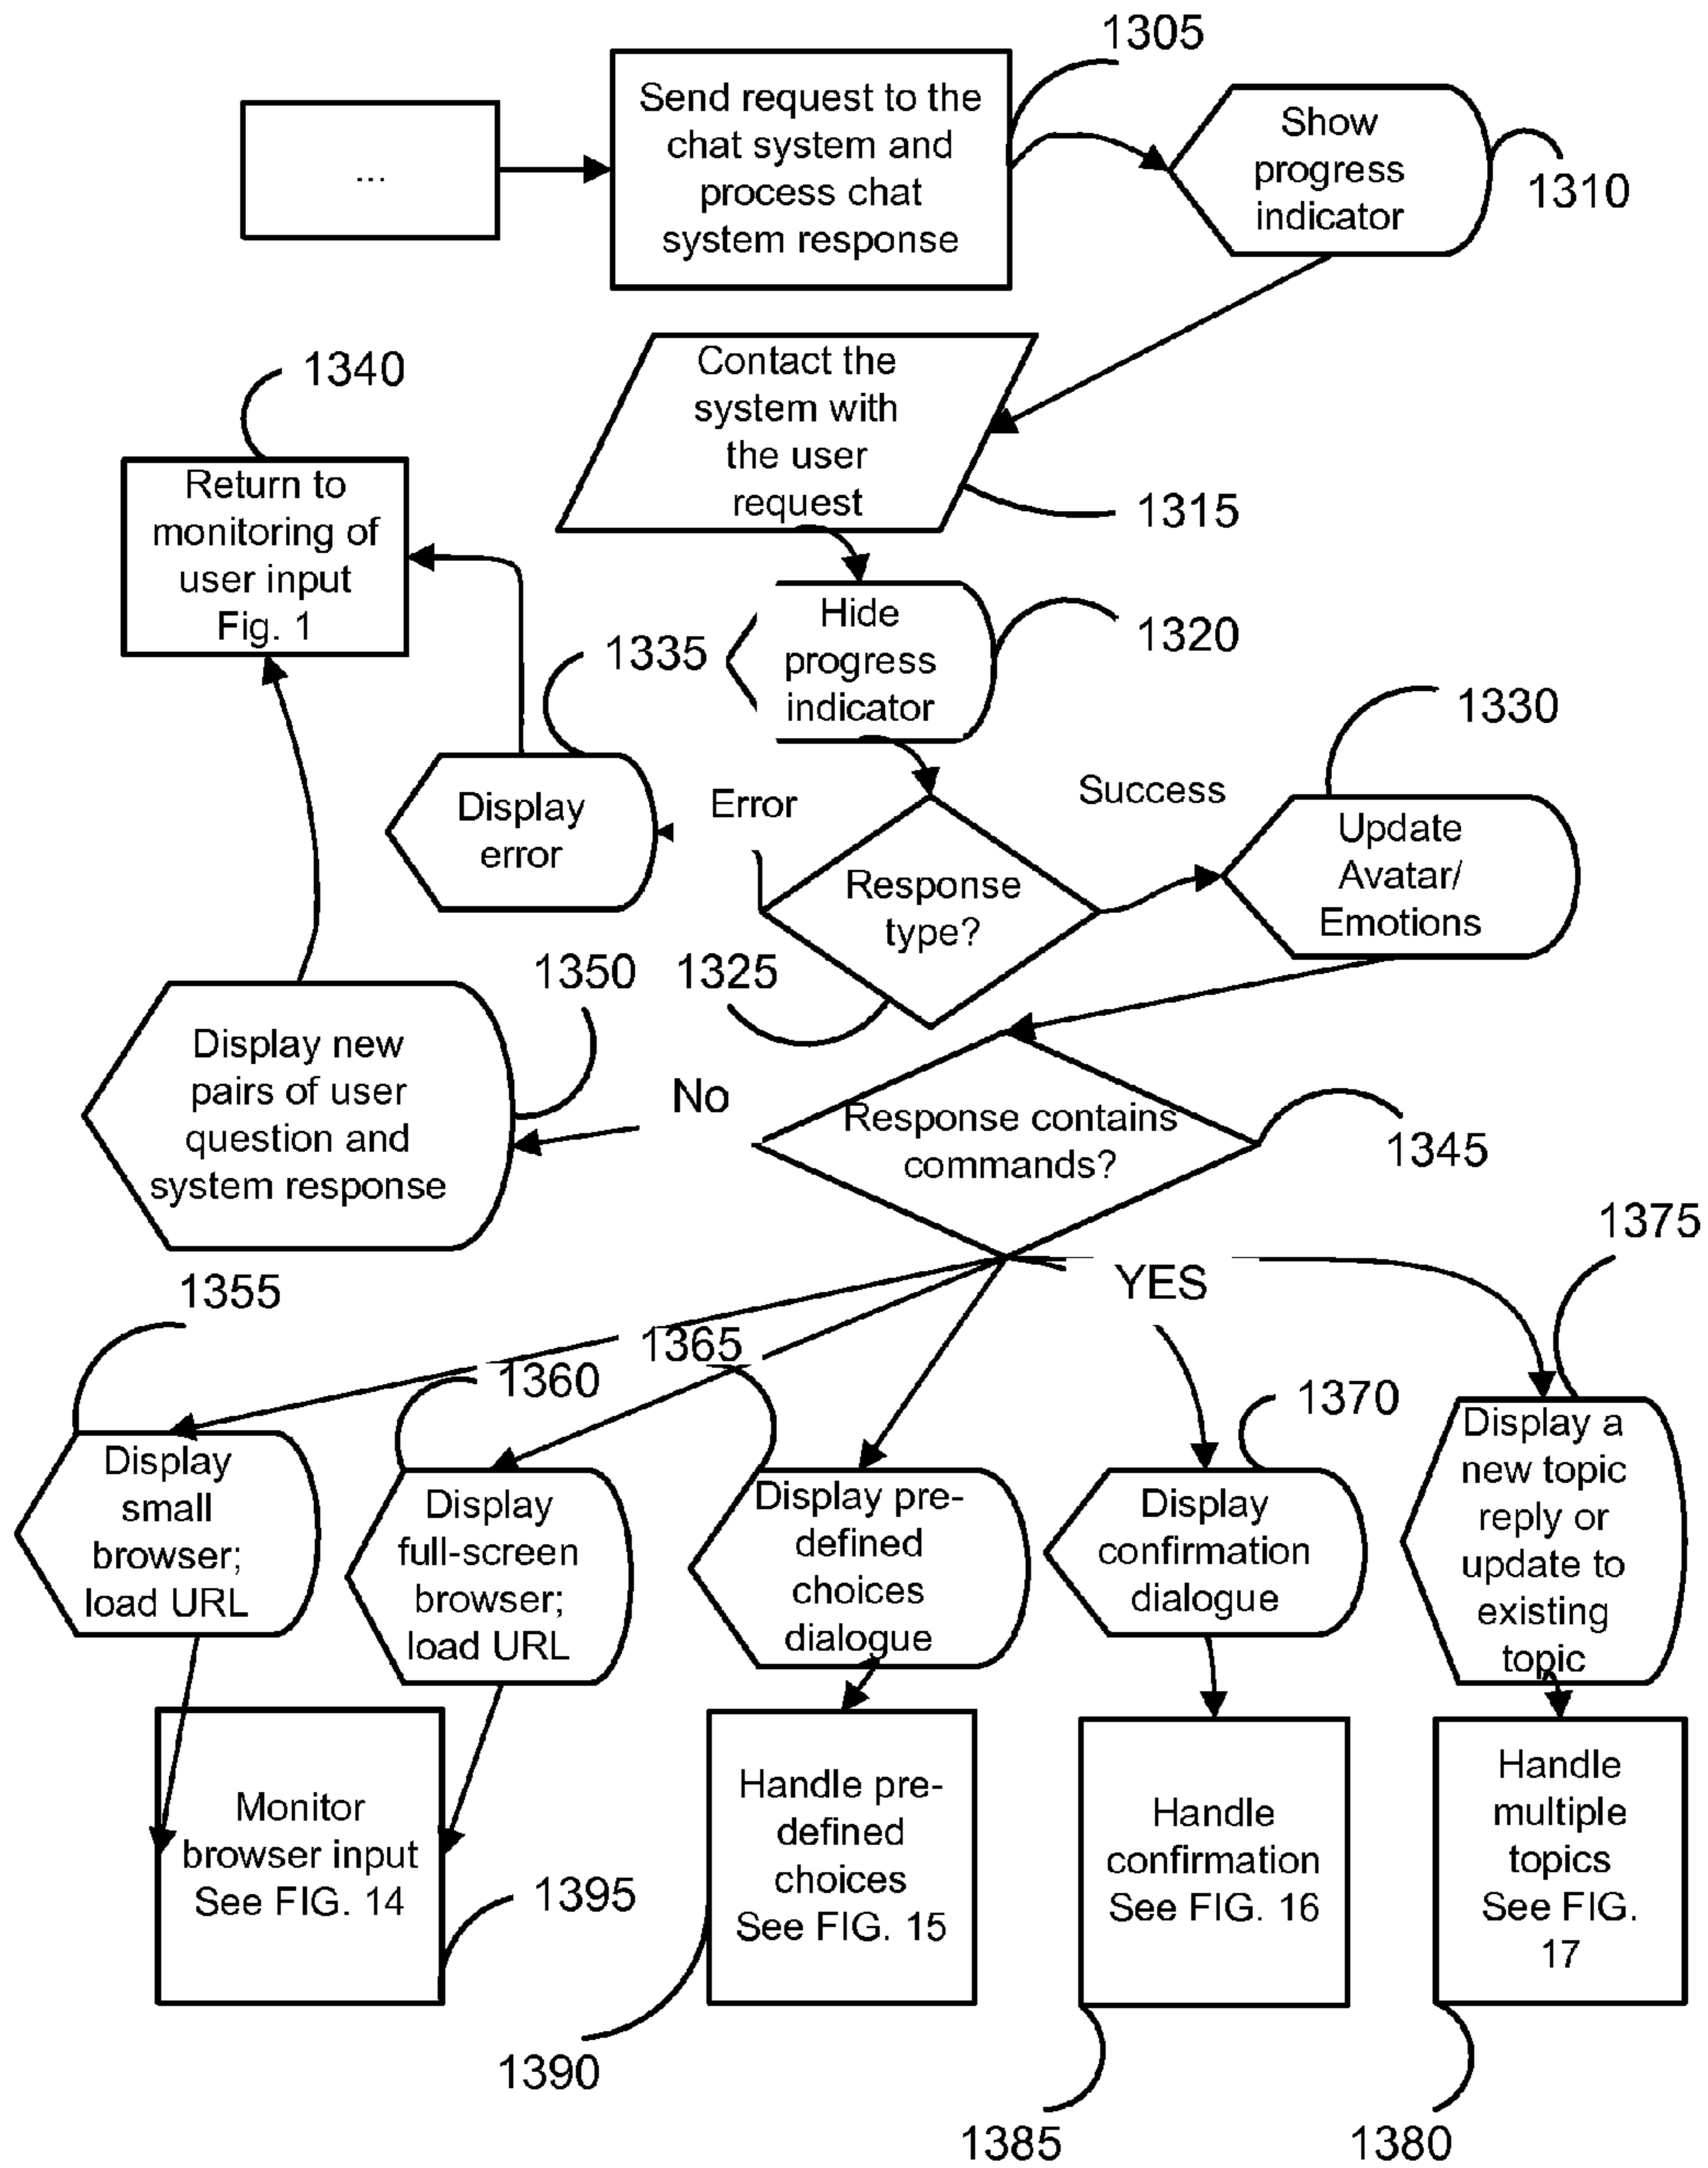 1305
Send request to the
chat system and
process chat
system response
...
Show
progress
indicator
1310
1340
Contact the
system with
the user
request
1315
Return to
monitoring of
user input
Fig. 1
Hide
progress
indicator
1320
1335
1330
Display
error
Error
Success
Response
type?
Update
Avatar/
Emotions
1350
1325
Display new
pairs of user
question and
system response
No
Response contains
commands?
1345
1375
YES
1355
1365
1360
1370
Display
small
browser;
load URL
Display
full-screen
browser;
load URL
Display pre-
defined
choices
dialogue
Display
confirmation
dialogue
Display a
new topic
reply or
update to
existing
topic
Monitor
browser input
See FIG. 14
1395
Handle pre-
defined
choices
See FIG. 15
Handle
confirmation
See FIG. 16
Handle
multiple
topics
See FIG.
17
1390
1385
1380